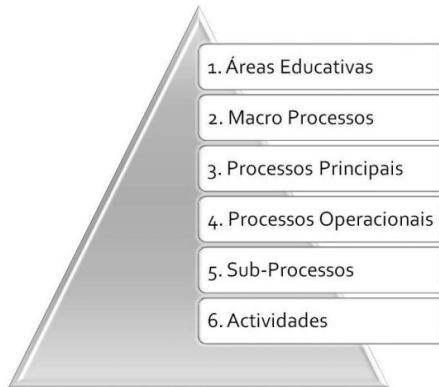 1. Áreas Educativas
2. Macro Processos
3. Processos Principais
4. Processos Operacionais
5. Sub-Processos
6. Actividades